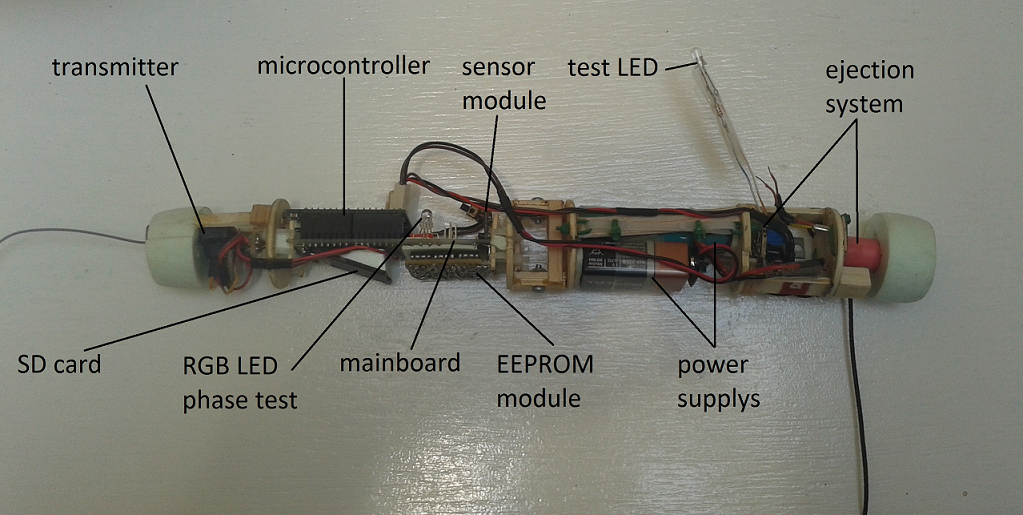 transmitter
microcontroller
sensor
module
test LED
ejection
system
SD card
RGB LED
phase test
mainboard
EEPROM
module
power
supplys